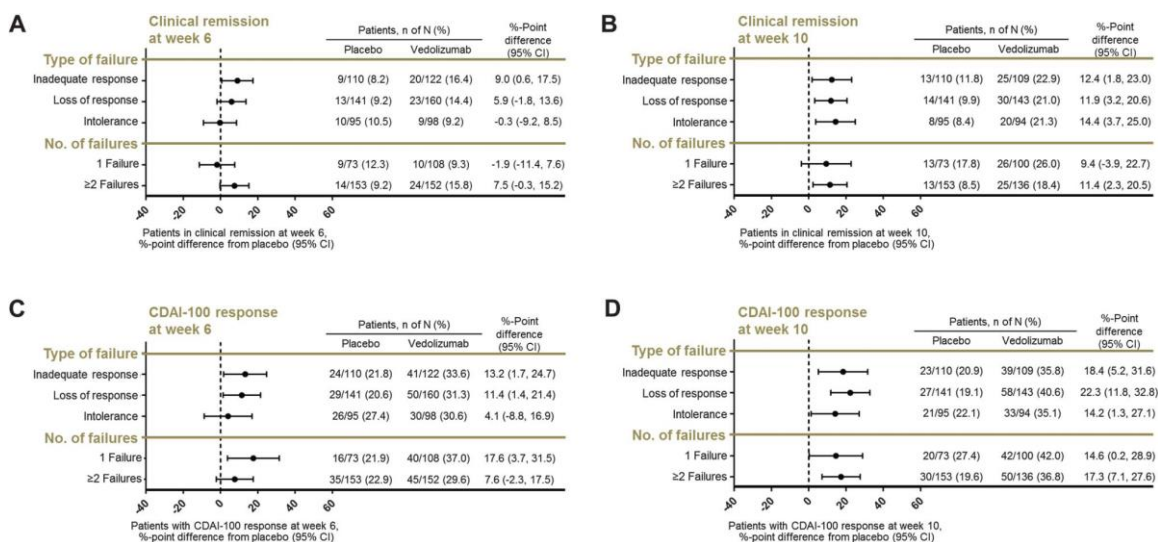 A
Clinical remission
at week 6
Patients, n of N (%)
%-Point
difference
(95% CI)
Placebo Vedolizumab
Type of failure
Inadequate response 9/110 (8.2) 20/122 (16.4) 9.0 (0.6, 17.5)
Loss of response 13/141 (9.2) 23/160 (14.4) 5.9 (-1.8, 13.6)
Intolerance 10/95 (10.5) 9/98 (9.2) -0.3 (-9.2, 8.5)
No. of failures
1 Failure 9/73 (12.3) 10/108 (9.3) -1.9 (-11.4, 7.6)
≥2 Failures 14/153 (9.2) 24/152 (15.8) 7.5 (-0.3, 15.2)
-40 -20 0 20 40 60
Patients in clinical remission at week 6,
%-point difference from placebo (95% CI)
B
Clinical remission
at week 10
Patients, n of N (%)
%-Point
difference
(95% CI)
Placebo Vedolizumab
Type of failure
Inadequate response 13/110 (11.8) 25/109 (22.9) 12.4 (1.8, 23.0)
Loss of response 14/141 (9.9) 30/143 (21.0) 11.9 (3.2, 20.6)
Intolerance 8/95 (8.4) 20/94 (21.3) 14.4 (3.7, 25.0)
No. of failures
1 Failure 13/73 (17.8) 26/100 (26.0) 9.4 (-3.9, 22.7)
≥2 Failures 13/153 (8.5) 25/136 (18.4) 11.4 (2.3, 20.5)
-40 -20 0 20 40 60
Patients in clinical remission at week 10,
%-point difference from placebo (95% CI)
C
CDAI-100 response
at week 6
Patients, n of N (%)
%-Point
difference
(95% CI)
Placebo Vedolizumab
Type of failure
Inadequate response 24/110 (21.8) 41/122 (33.6) 13.2 (1.7, 24.7)
Loss of response 29/141 (20.6) 50/160 (31.3) 11.4 (1.4, 21.4)
Intolerance 26/95 (27.4) 30/98 (30.6) 4.1 (-8.8, 16.9)
No. of failures
1 Failure 16/73 (21.9) 40/108 (37.0) 17.6 (3.7, 31.5)
≥2 Failures 35/153 (22.9) 45/152 (29.6) 7.6 (-2.3, 17.5)
-40 -20 0 20 40 60
Patients with CDAI-100 response at week 6,
%-point difference from placebo (95% CI)
D
CDAI-100 response
at week 10
Patients, n of N (%)
%-Point
difference
(95% CI)
Placebo Vedolizumab
Type of failure
Inadequate response 23/110 (20.9) 39/109 (35.8) 18.4 (5.2, 31.6)
Loss of response 27/141 (19.1) 58/143 (40.6) 22.3 (11.8, 32.8)
Intolerance 21/95 (22.1) 33/94 (35.1) 14.2 (1.3, 27.1)
No. of failures
1 Failure 20/73 (27.4) 42/100 (42.0) 14.6 (0.2, 28.9)
≥2 Failures 30/153 (19.6) 50/136 (36.8) 17.3 (7.1, 27.6)
-40 -20 0 20 40 60
Patients with CDAI-100 response at week 10,
%-point difference from placebo (95% CI)